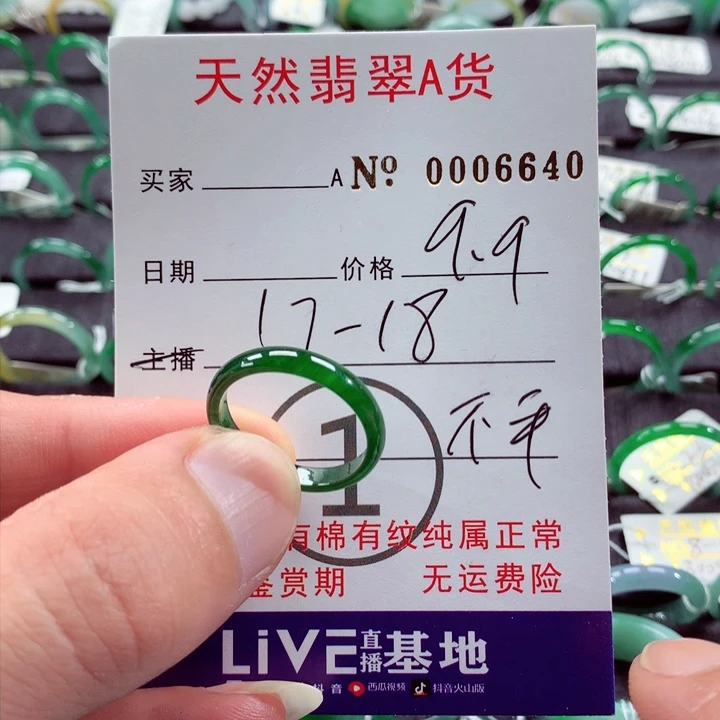 天然翡翠A货
买家 A No 0006640
日期 价格 9.9
主播 17-18
1
有棉有纹纯属正常
鉴赏期 无运费险
LiVE直播基地
抖音 西瓜视频 抖音火山版